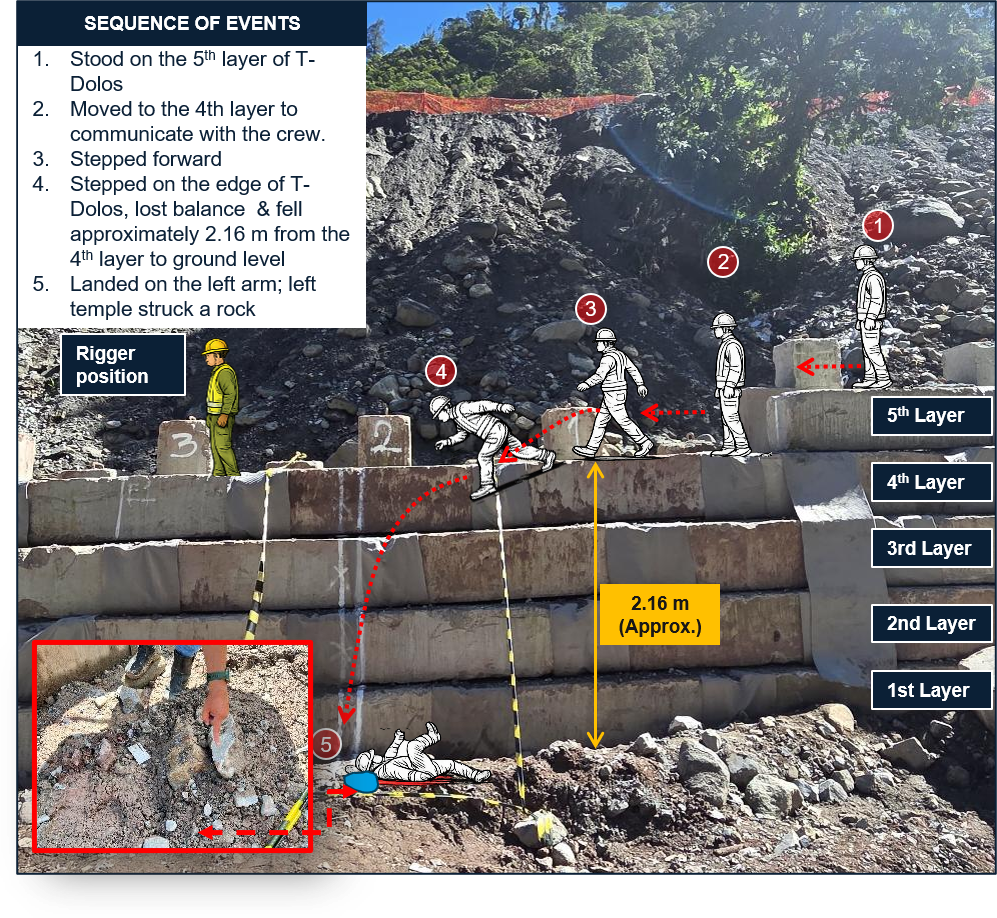 SEQUENCE OF EVENTS
1. Stood on the 5th layer of T-
Dolos
2. Moved to the 4th layer to
communicate with the crew.
3. Stepped forward
4. Stepped on the edge of T-
Dolos, lost balance & fell
approximately 2.16 m from the
4th layer to ground level
5. Landed on the left arm; left
temple struck a rock
1
2
3
4
Rigger
position
5th Layer
3
2
1
4th Layer
3rd Layer
2.16 m
(Approx.)
2nd Layer
1st Layer
5